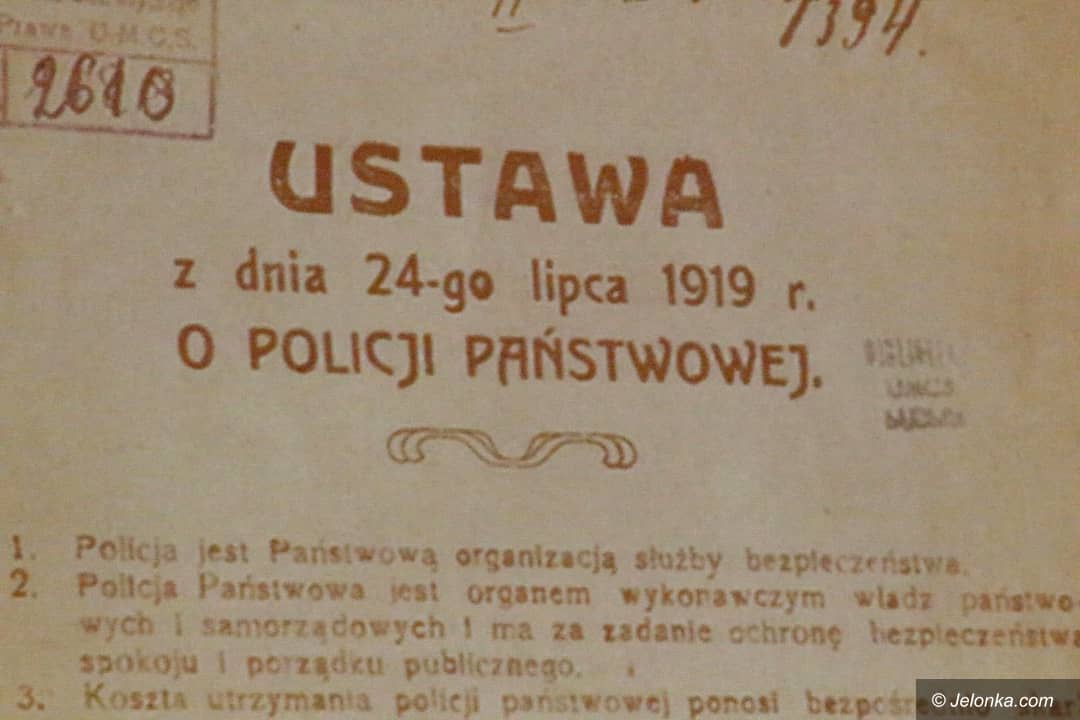 Prawa U.M.C.S.
2610
1394.
USTAWA
z dnia 24-go lipca 1919 r.
O POLICJI PAŃSTWOWEJ.
UMCS
1. Policja jest Państwową organizacją służby bezpieczeństwa.
2. Policja Państwowa jest organem wykonawczym władz państwo-
wych i samorządowych i ma za zadanie ochronę bezpieczeństwa
spokoju i porządku publicznego.
3. Koszta utrzymania policji państwowej ponosi
© Jelonka.com